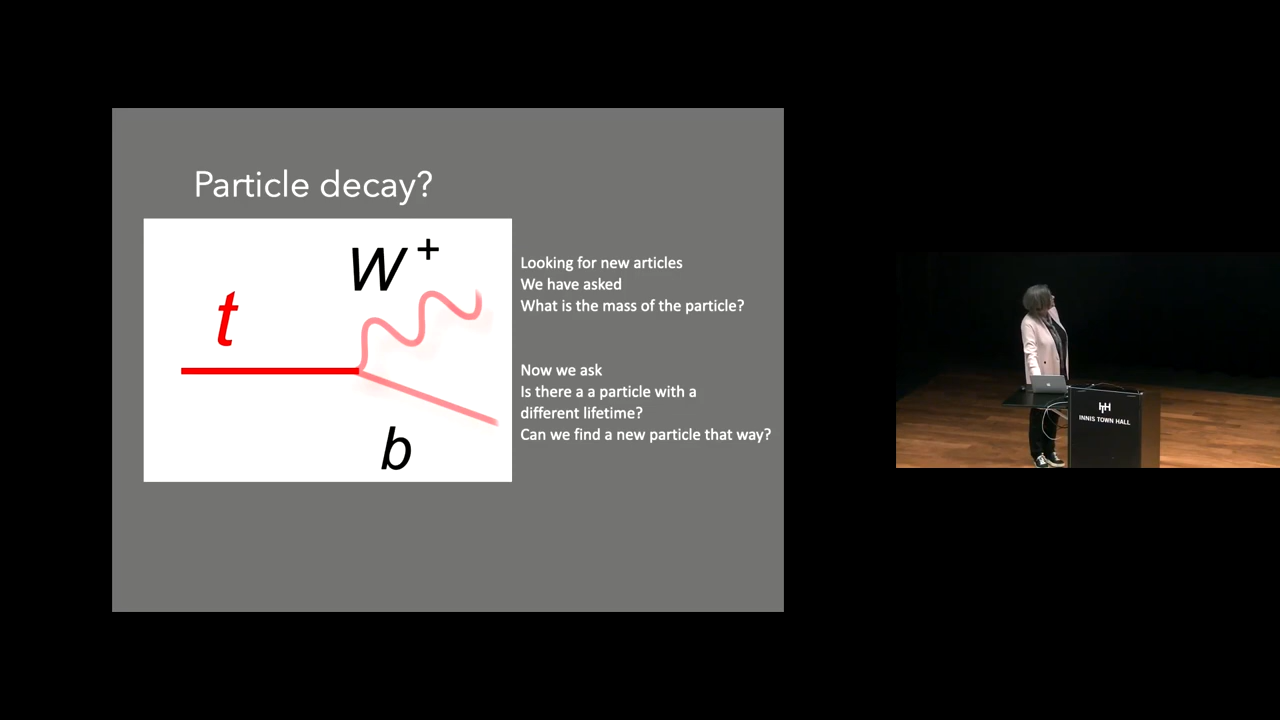 Particle decay?
t
W+
b
Looking for new articles
We have asked
What is the mass of the particle?
Now we ask
Is there a a particle with a
different lifetime?
Can we find a new particle that way?
INNIS TOWN HALL